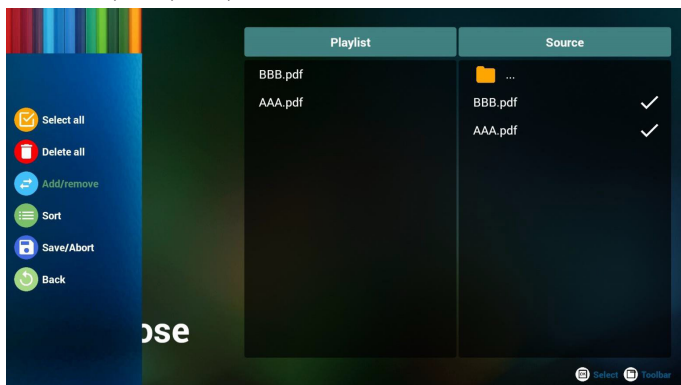 Playlist
Source
BBB.pdf
AAA.pdf
...
BBB.pdf
AAA.pdf
Select all
Delete all
Add/remove
Sort
Save/Abort
Back
ose
Select
Toolbar